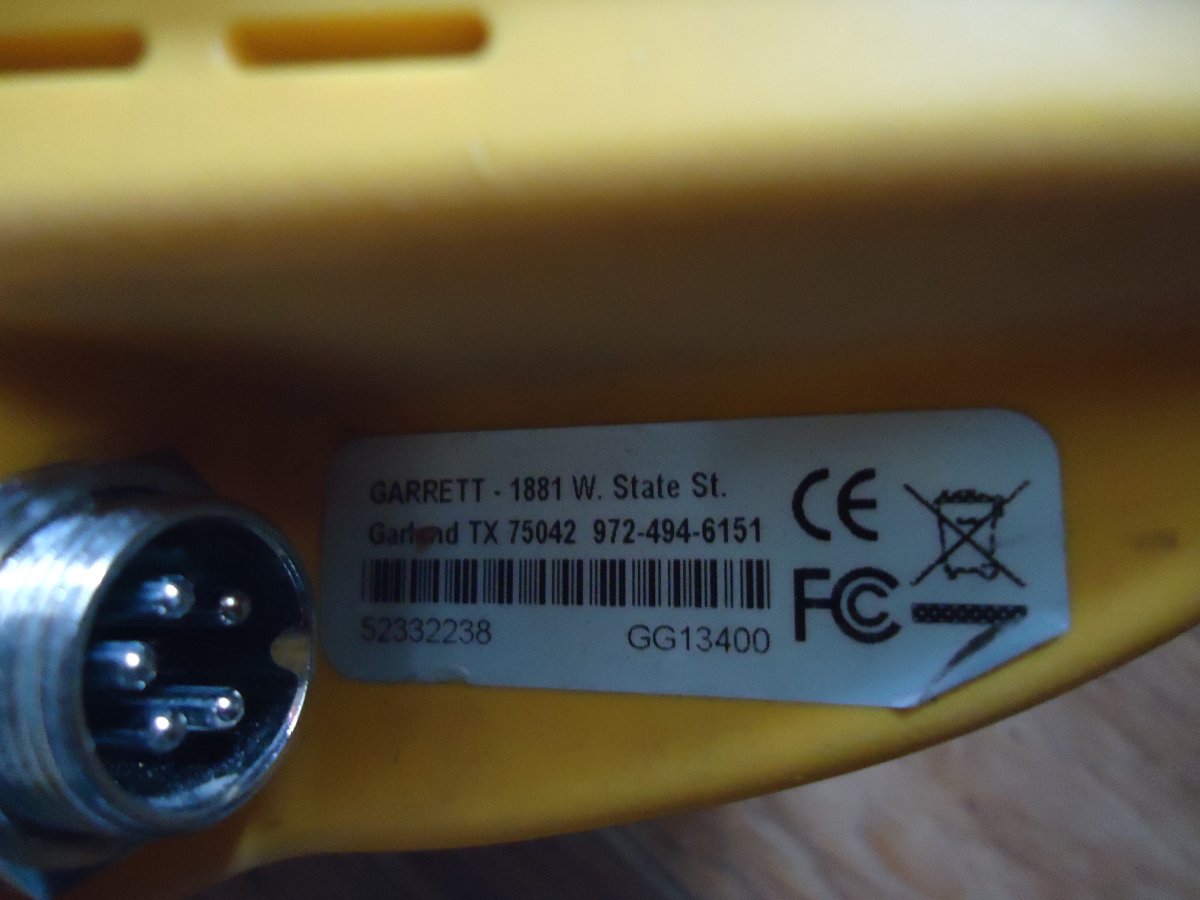 GARRETT - 1881 W. State St.
Garland TX 75042 972-494-6151
52332238 GG13400
CE
FC